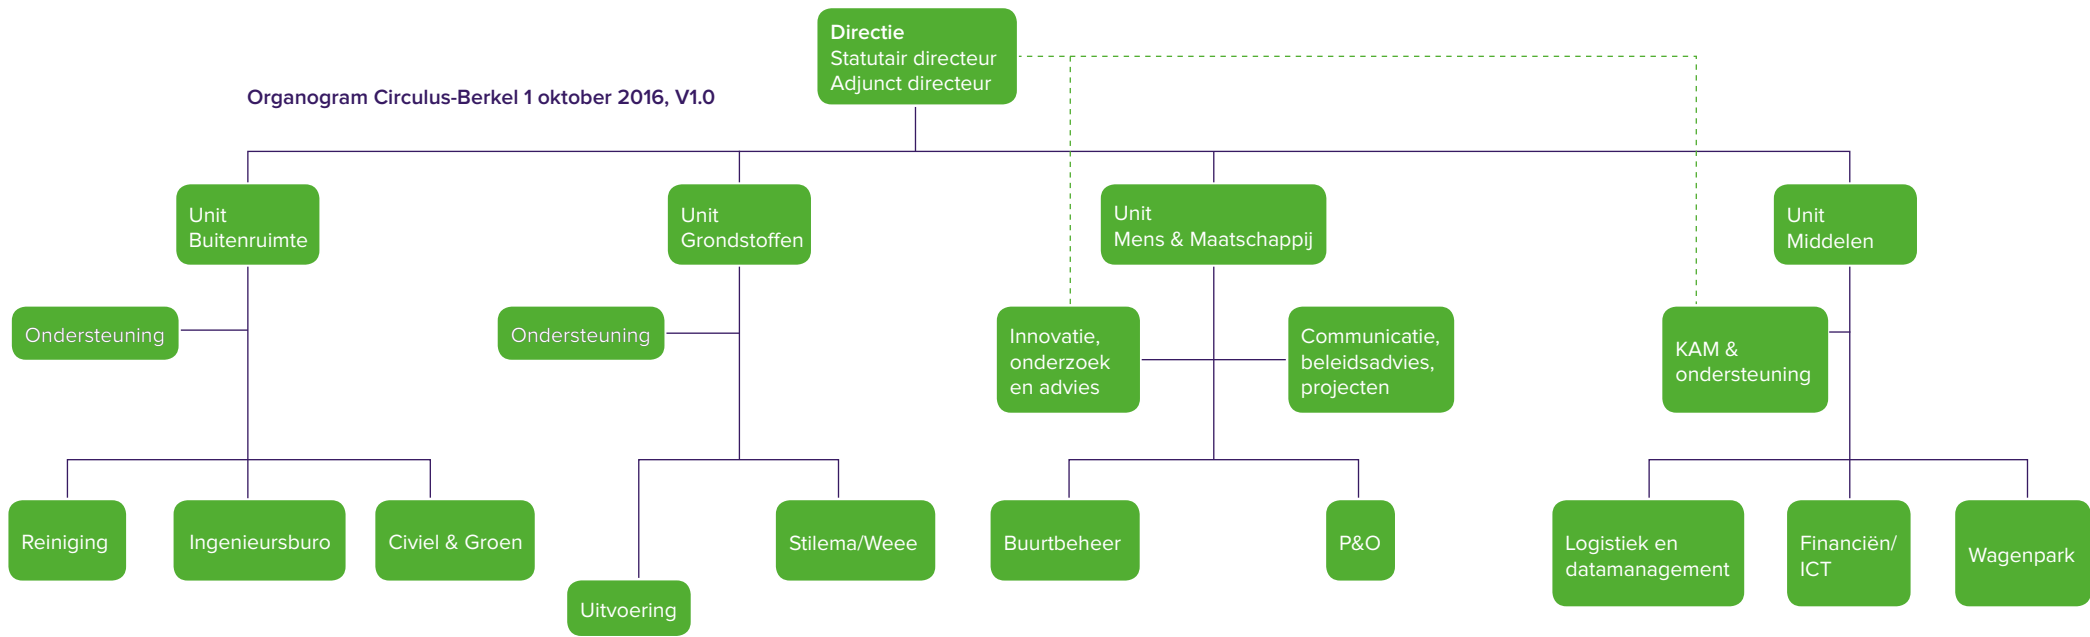 Directie
Statutair directeur
Adjunct directeur
Organogram Circulus-Berkel 1 oktober 2016, V1.0
Unit
Buitenruimte
Unit
Grondstoffen
Unit
Mens & Maatschappij
Unit
Middelen
Ondersteuning
Ondersteuning
Innovatie,
onderzoek
en advies
Communicatie,
beleidsadvies,
projecten
KAM &
ondersteuning
Reiniging
Ingenieursburo
Civiel & Groen
Uitvoering
Stilema/Weee
Buurtbeheer
P&O
Logistiek en
datamanagement
Financiën/
ICT
Wagenpark